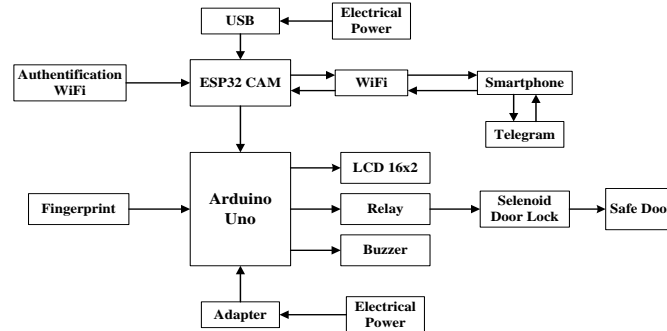 USB
Electrical
Power
Authentification
WiFi
ESP32 CAM
WiFi
Smartphone
Telegram
LCD 16x2
Arduino
Uno
Fingerprint
Relay
Selenoid
Door Lock
Safe Doo
Buzzer
Adapter
Electrical
Power